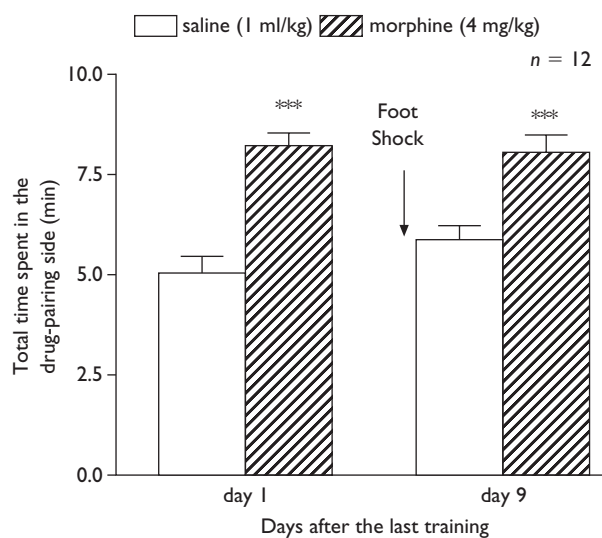 saline (1 ml/kg) morphine (4 mg/kg)
n = 12
10.0
7.5
5.0
2.5
0.0
Total time spent in the
drug-pairing side (min)
***
Foot
Shock
***
day 1
day 9
Days after the last training